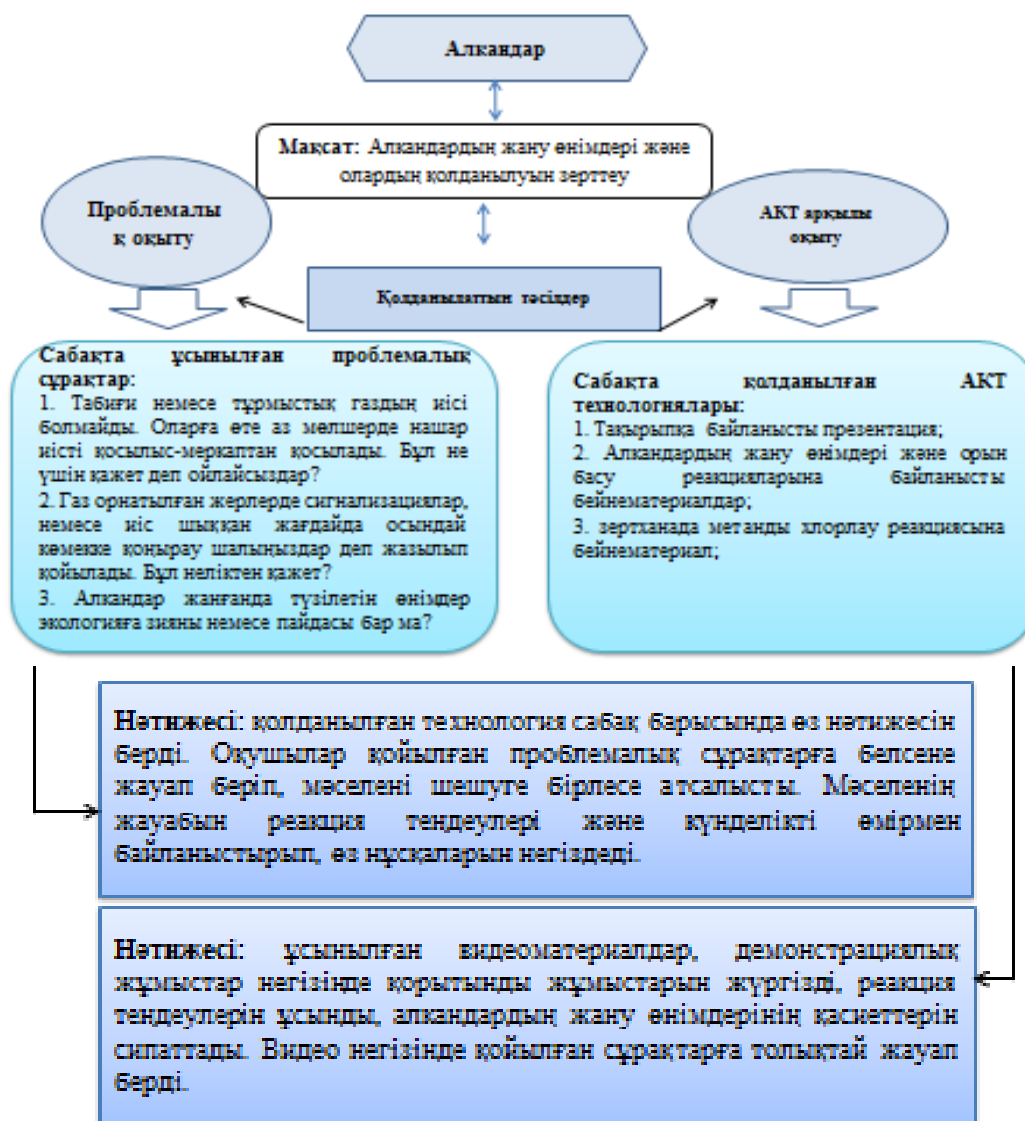 Алкандар
Мақсат: Алкандардың жану өнімдері және
олардың қолданылуын зерттеу
Проблемалы
қ оқыту
АКТ арқылы
оқыту
Қолданылатын тәсілдер
Сабақта ұсынылған проблемалық
сұрақтар:
1. Табиғи немесе тұрмыстық газдың иісі
болмайды. Оларға өте аз мөлшерде нашар
иісті қосылыс-меркаптан қосылады. Бұл не
үшін қажет деп ойлайсыздар?
2. Газ орнатылған жерлерде сигнализациялар,
немесе иіс шыққан жағдайда осындай
көмекке қоңырау шалыңыздар деп жазылып
қойылады. Бұл неліктен қажет?
3. Алкандар жанғанда түзілетін өнімдер
экологияға зияны немесе пайдасы бар ма?
Сабақта қолданылған АКТ
технологиялары:
1. Тақырыпқа байланысты презентация;
2. Алкандардың жану өнімдері және орын
басу реакцияларына байланысты
бейнематериалдар;
3. зертханада метанды хлорлау реакциясына
бейнематериал;
Нәтижесі: қолданылған технология сабақ барысында өз нәтижесін
берді. Оқушылар қойылған проблемалық сұрақтарға белсене
жауап беріп, мәселені шешуге бірлесе атсалысты. Мәселенің
жауабын реакция теңдеулері және күнделікті өмірмен
байланыстырып, өз нұсқаларын негіздеді.
Нәтижесі: ұсынылған видеоматериалдар, демонстрациялық
жұмыстар негізінде қорытынды жұмыстарын жүргізді, реакция
теңдеулерін ұсынды, алкандардың жану өнімдерінің қасиеттерін
сипаттады. Видео негізінде қойылған сұрақтарға толықтай жауап
берді.